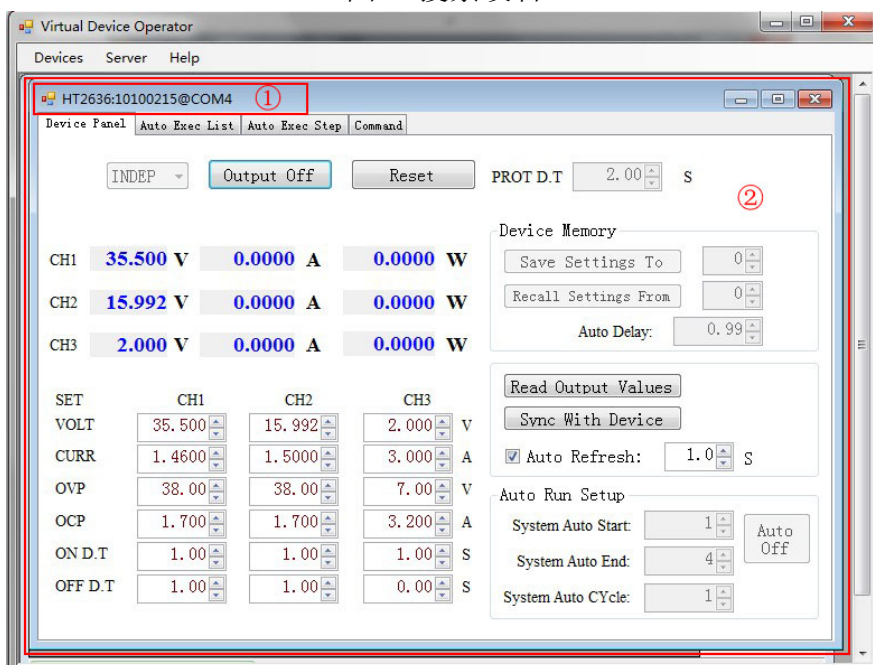 Virtual Device Operator
Devices Server Help
HT2636:10100215@COM4 ①
Device Panel Auto Exec List Auto Exec Step Command
INDEP Output Off Reset PROT D.T 2.00 S
②
Device Memory
CH1 35.500 V 0.0000 A 0.0000 W Save Settings To 0
CH2 15.992 V 0.0000 A 0.0000 W Recall Settings From 0
Auto Delay: 0.99
CH3 2.000 V 0.0000 A 0.0000 W
SET CH1 CH2 CH3 Read Output Values
VOLT 35.500 15.992 2.000 V Sync With Device
CURR 1.4600 1.5000 3.000 A Auto Refresh: 1.0 S
OVP 38.00 38.00 7.00 V Auto Run Setup
OCP 1.700 1.700 3.200 A System Auto Start: 1 Auto Off
ON D.T 1.00 1.00 1.00 S System Auto End: 4
OFF D.T 1.00 1.00 0.00 S System Auto CYcle: 1